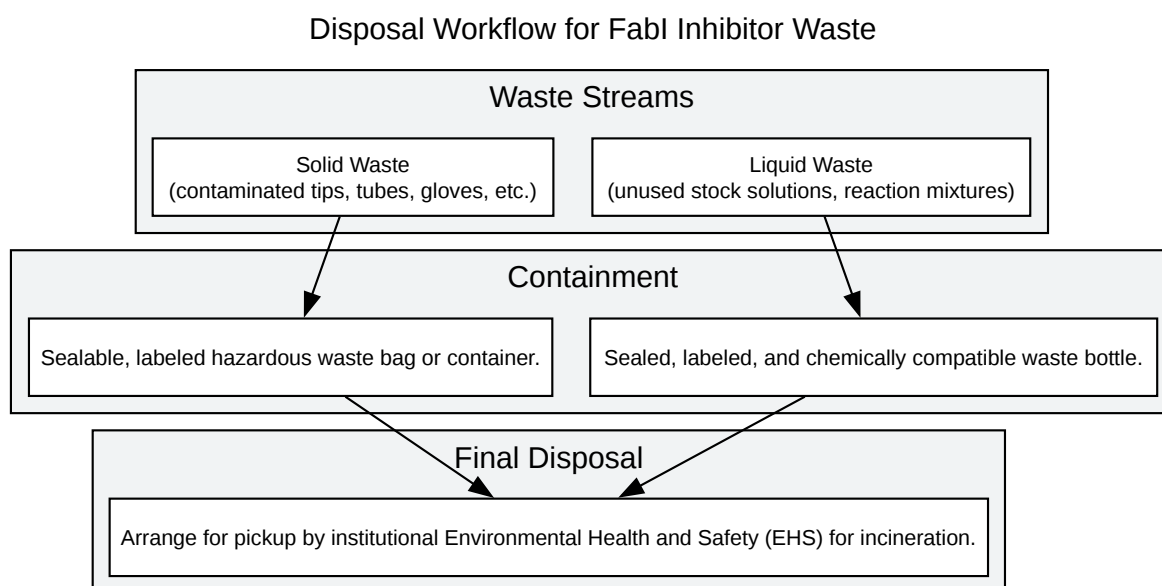 Disposal Workflow for FabI Inhibitor Waste
Waste Streams
Solid Waste
(contaminated tips, tubes, gloves, etc.)
Liquid Waste
(unused stock solutions, reaction mixtures)
Containment
Sealable, labeled hazardous waste bag or container.
Sealed, labeled, and chemically compatible waste bottle.
Final Disposal
Arrange for pickup by institutional Environmental Health and Safety (EHS) for incineration.